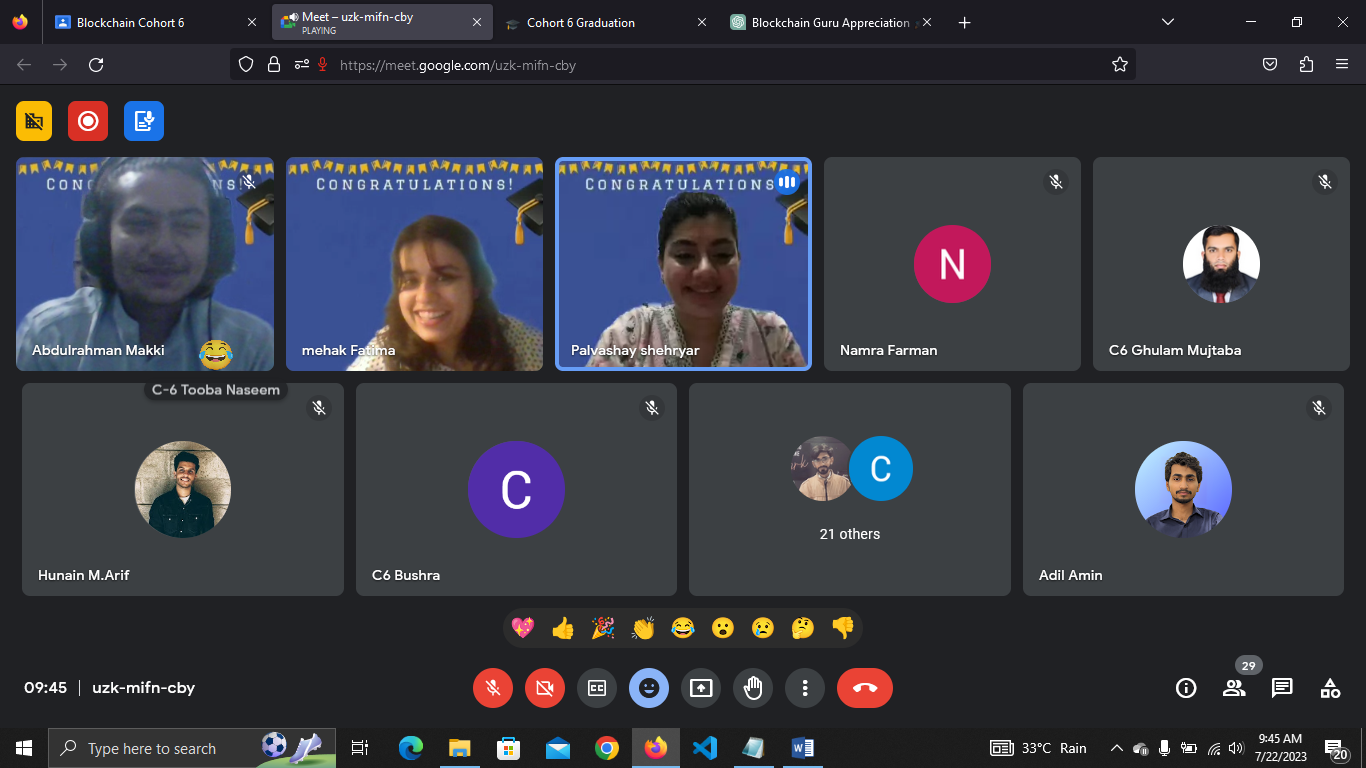 Blockchain Cohort 6
Meet – uzk-mifn-cby
PLAYING
Cohort 6 Graduation
Blockchain Guru Appreciation
https://meet.google.com/uzk-mifn-cby
CONG NS!
CONGRATULATIONS!
CONGRATULATIONS
Abdulrahman Makki
mehak Fatima
Palvashay shehryar
N
Namra Farman
C6 Ghulam Mujtaba
C-6 Tooba Naseem
Hunain M.Arif
C
C6 Bushra
C
21 others
Adil Amin
09:45 | uzk-mifn-cby
CC
29
Type here to search
33°C Rain
9:45 AM
7/22/2023
20